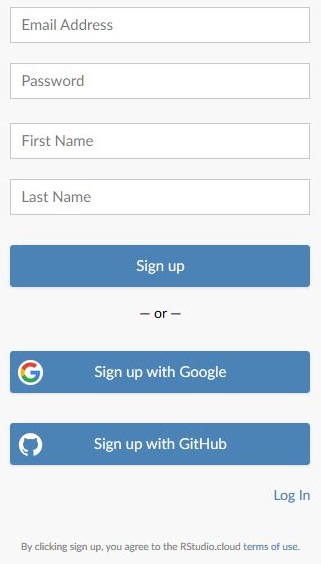 Email Address
Password
First Name
Last Name
Sign up
— or —
Sign up with Google
Sign up with GitHub
Log In
By clicking sign up, you agree to the RStudio.cloud terms of use.